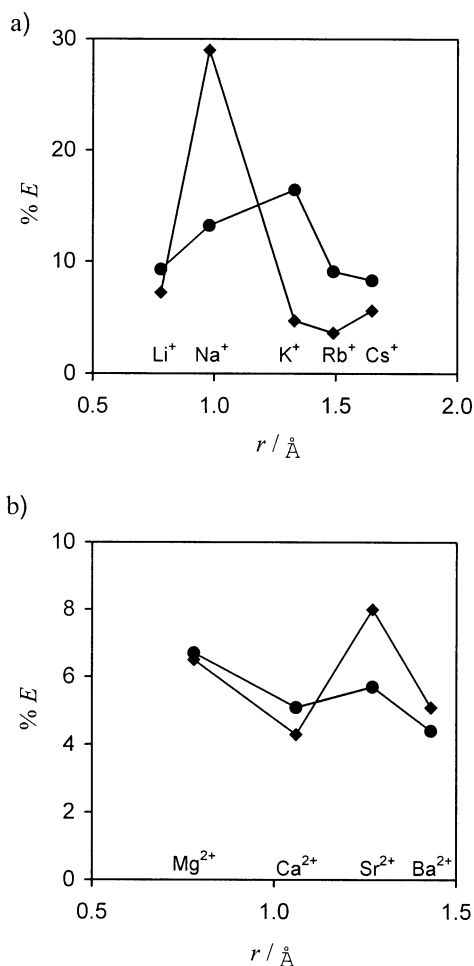 a)
30
20
10
0
% E
Li⁺ Na⁺ K⁺ Rb⁺ Cs⁺
0.5 1.0 1.5 2.0
r / Å
b)
10
8
6
4
2
0
% E
Mg²⁺ Ca²⁺ Sr²⁺ Ba²⁺
0.5 1.0 1.5
r / Å